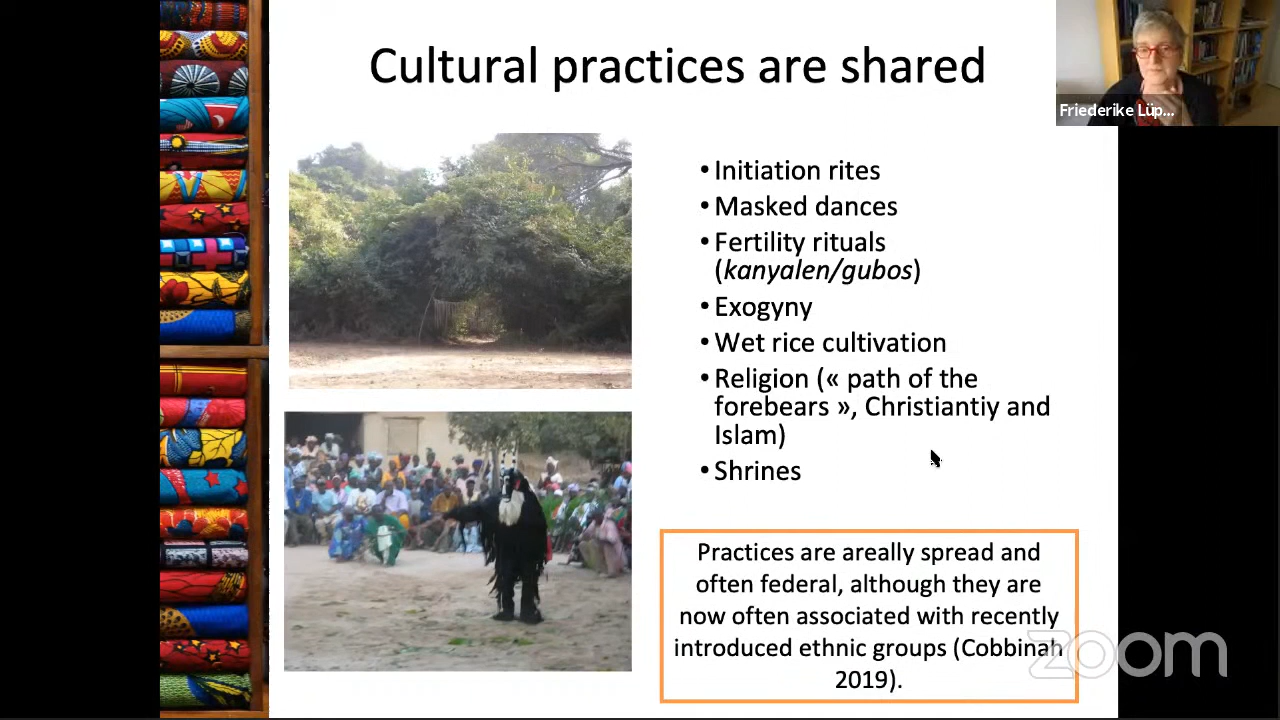 Cultural practices are shared
Friederike Lüp...
• Initiation rites
• Masked dances
• Fertility rituals
(kanyalen/gubos)
• Exogyny
• Wet rice cultivation
• Religion (« path of the
forebears », Christiantiy and
Islam)
• Shrines
Practices are areally spread and
often federal, although they are
now often associated with recently
introduced ethnic groups (Cobbinah
2019).
zoom